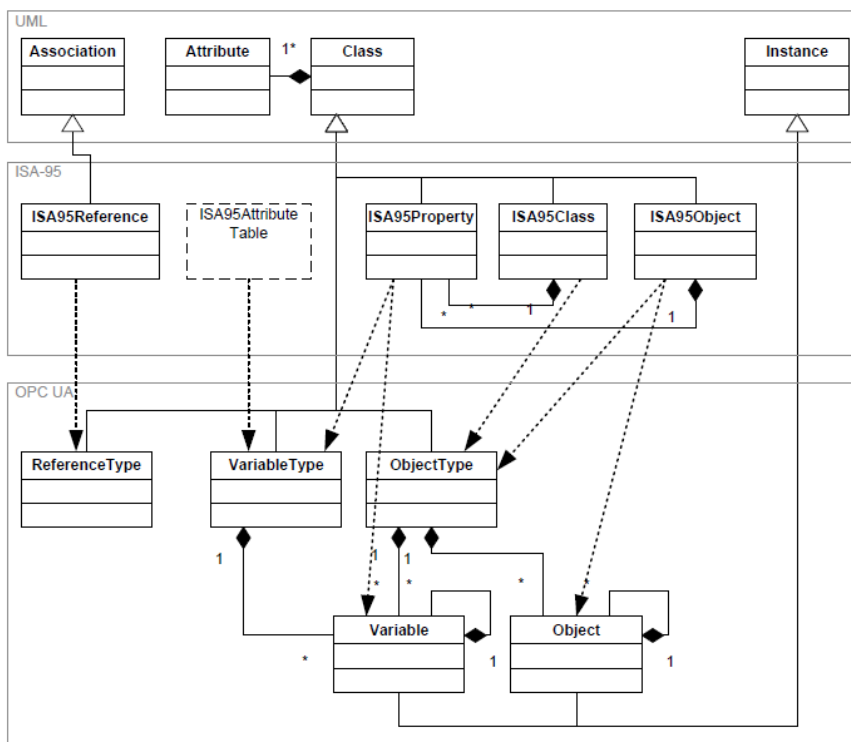 UML
Association
Attribute
1*
Class
Instance
ISA-95
ISA95Reference
ISA95Attribute
Table
ISA95Property
ISA95Class
ISA95Object
*
*
1
1
OPC UA
ReferenceType
VariableType
ObjectType
1
1
1
*
*
*
*
Variable
Object
*
1
1